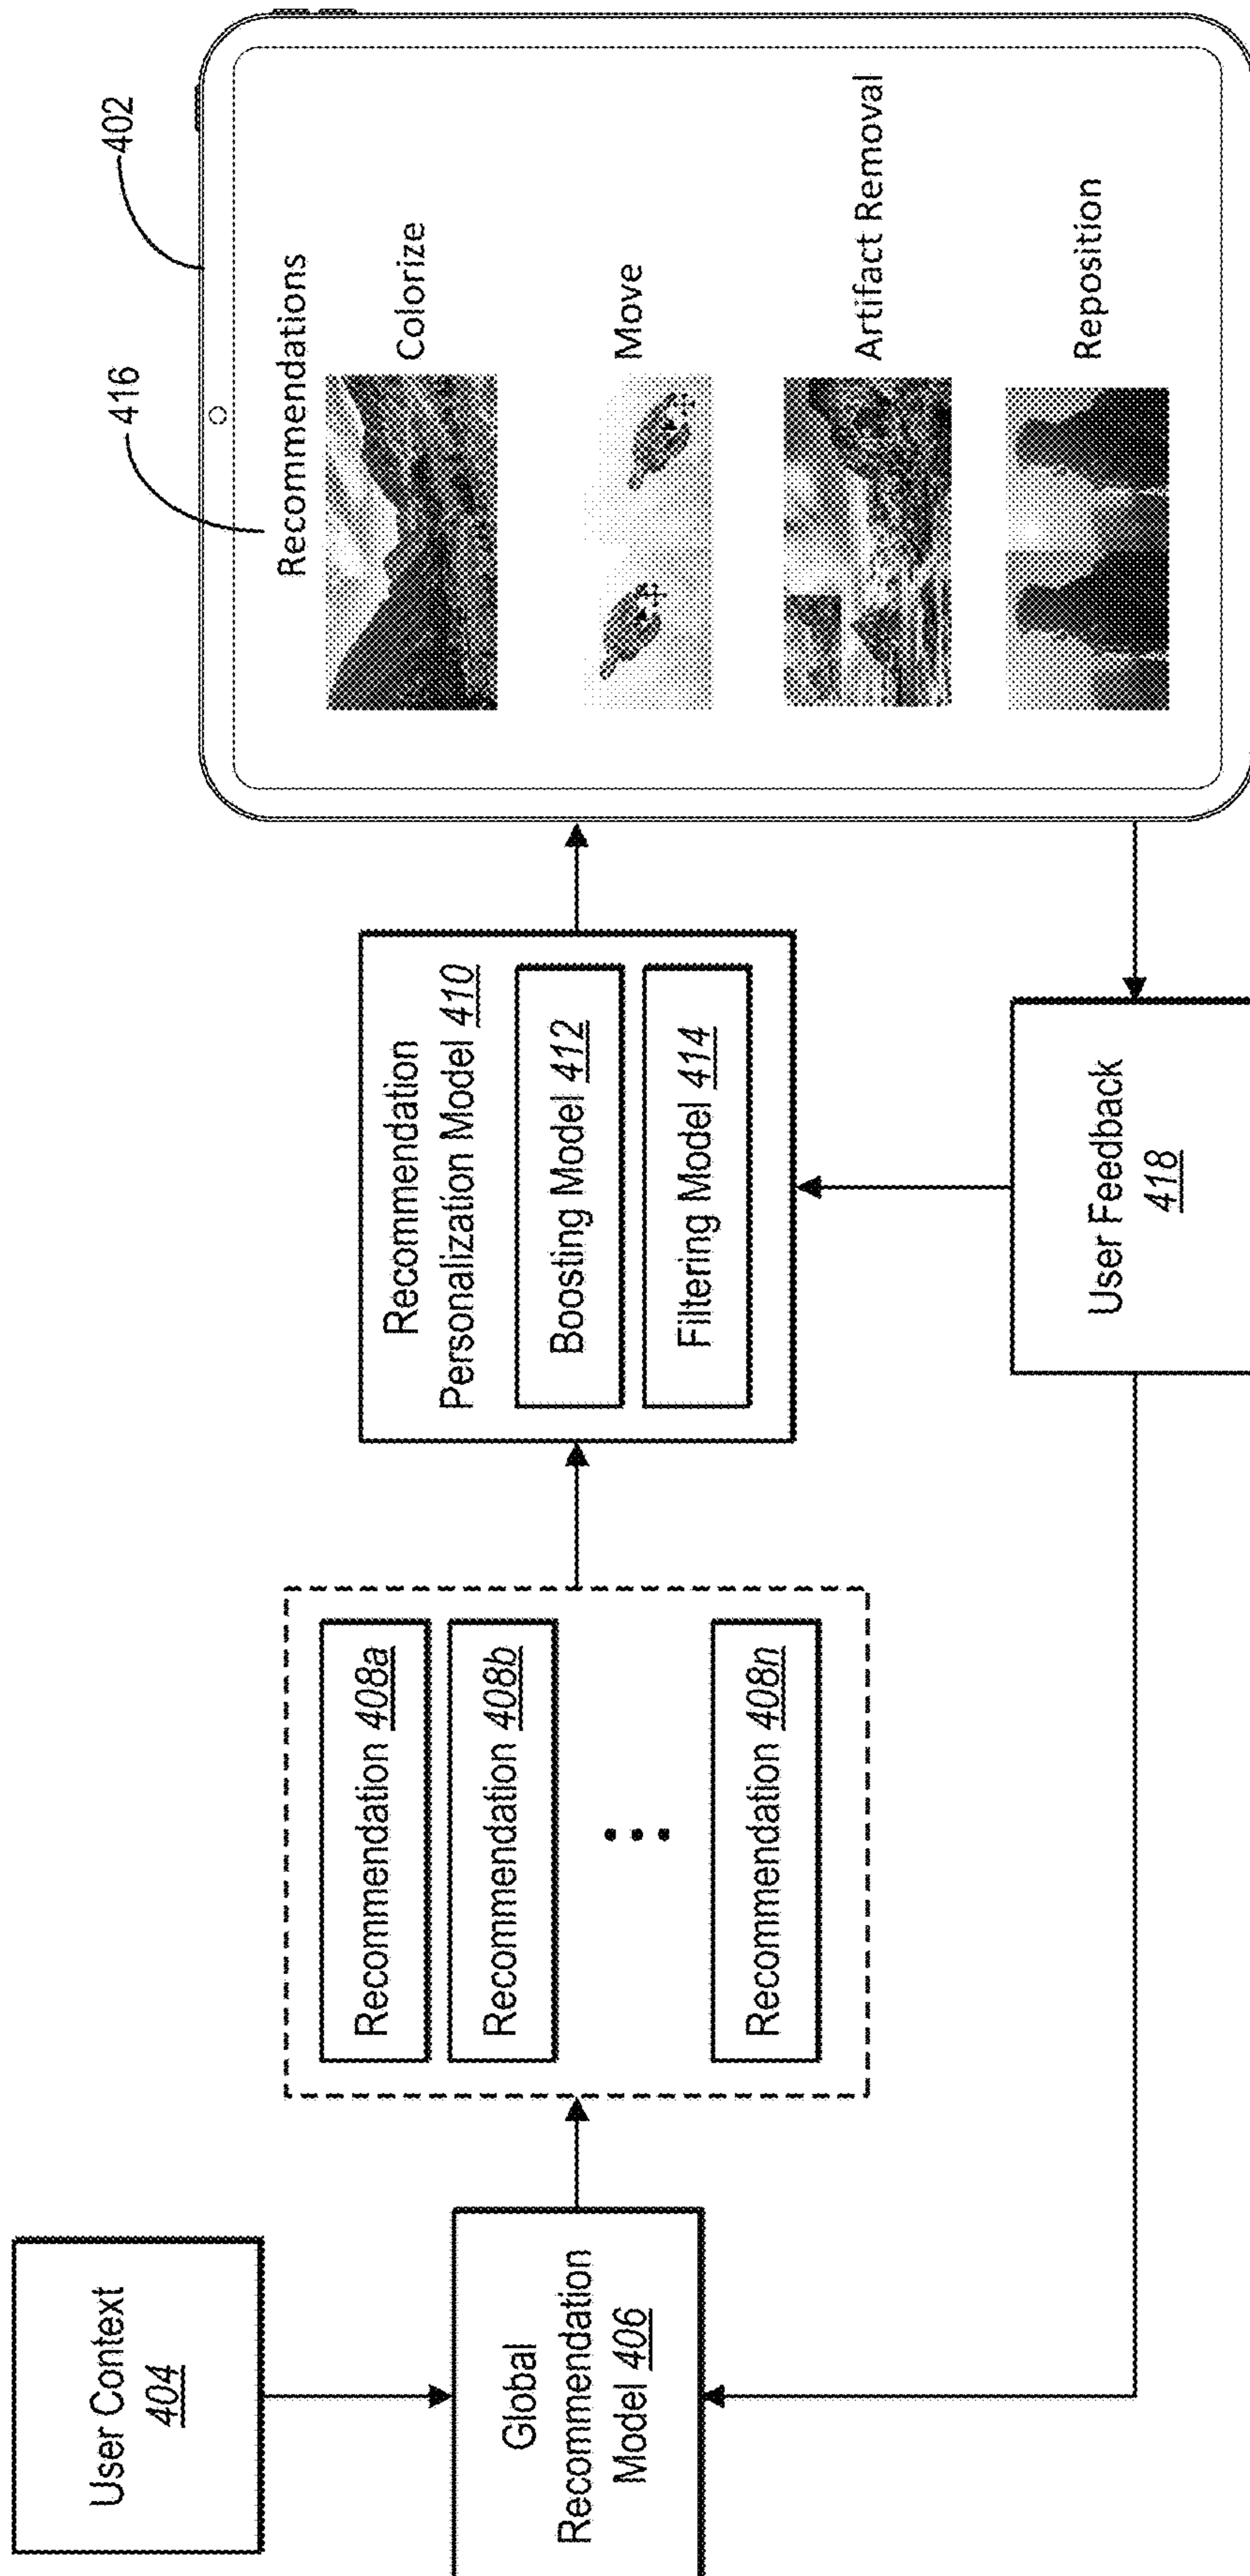 User Context
404
Global
Recommendation
Model 406
Recommendation 408a
Recommendation 408b
Recommendation 408n
Recommendation
Personalization Model 410
Boosting Model 412
Filtering Model 414
User Feedback
418
402
416
Recommendations
Colorize
Move
Artifact Removal
Reposition